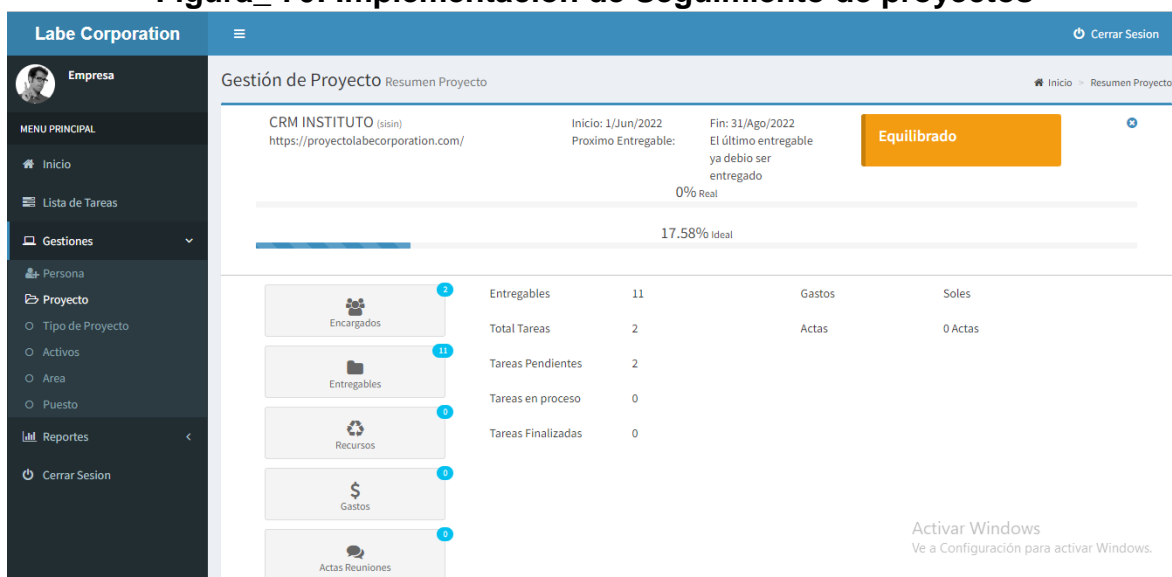 Labe Corporation
Cerrar Sesion
Empresa
Gestión de Proyecto Resumen Proyecto
Inicio > Resumen Proyecto
MENU PRINCIPAL
Inicio
Lista de Tareas
Gestiones
Persona
Proyecto
Tipo de Proyecto
Activos
Area
Puesto
Reportes
Cerrar Sesion
CRM INSTITUTO (sisin)
https://proyectolabecorporation.com/
Inicio: 1/Jun/2022
Proximo Entregable:
Fin: 31/Ago/2022
El último entregable
ya debio ser
entregado
Equilibrado
0% Real
17.58% Ideal
2
Encargados
11
Entregables
0
Recursos
0
Gastos
0
Actas Reuniones
Entregables 11
Total Tareas 2
Tareas Pendientes 2
Tareas en proceso 0
Tareas Finalizadas 0
Gastos Soles
Actas 0 Actas
Activar Windows
Ve a Configuración para activar Windows.